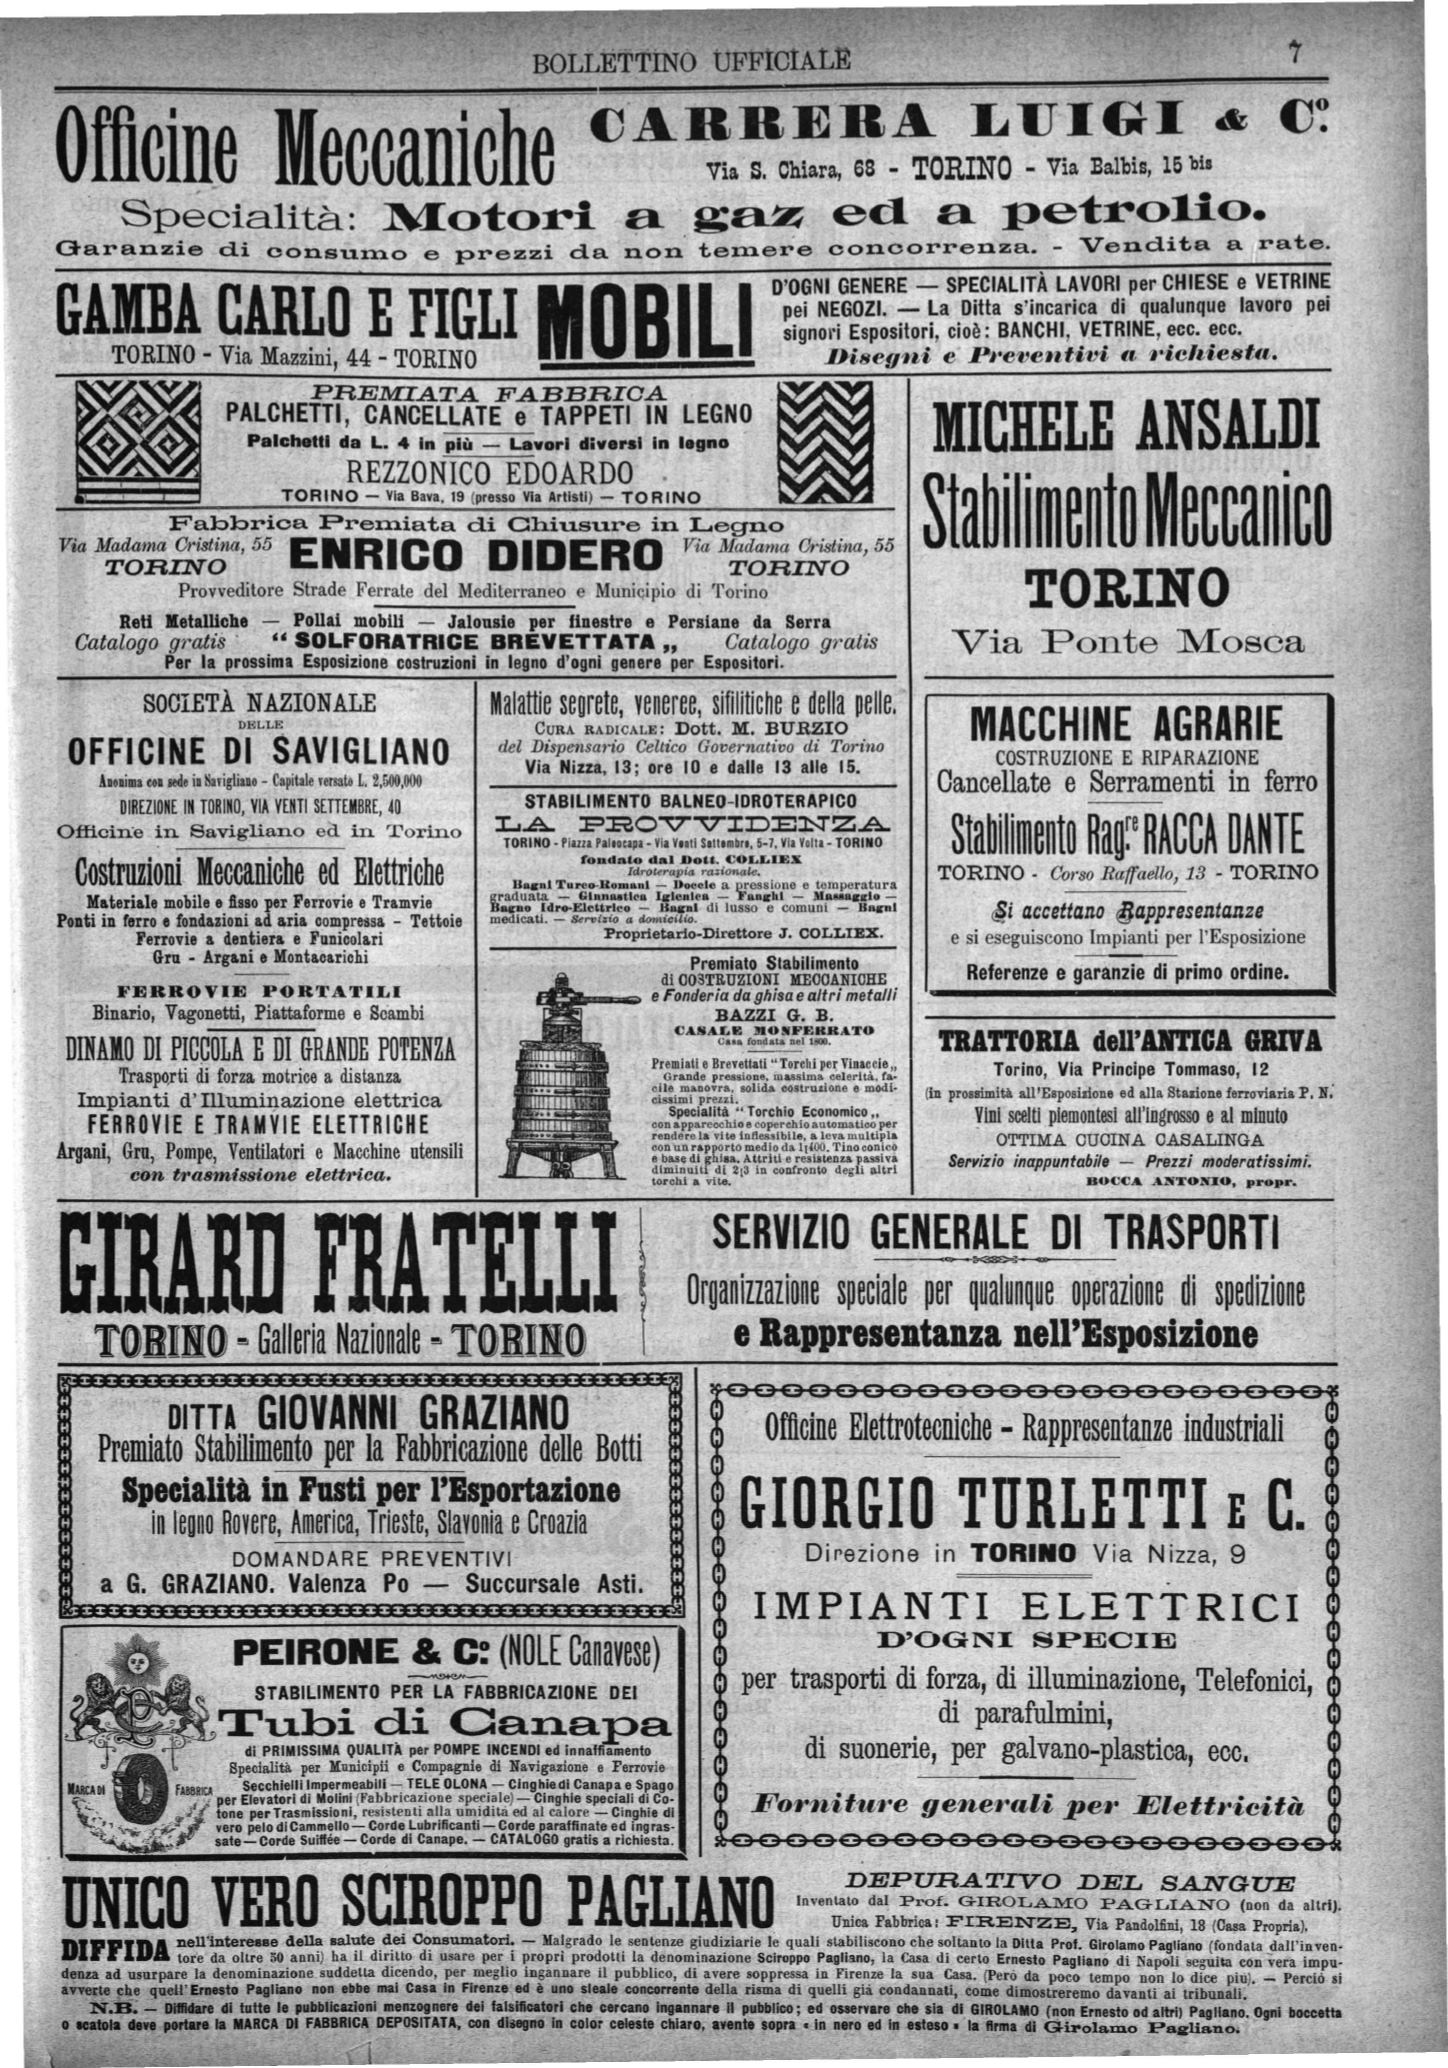 BOLLETTINO UFFICIALE
7
Officine Meccaniche
CARRERA LUIGI & C.º
Via S. Chiara, 68 - TORINO - Via Balbis, 15 bis
Specialità: Motori a gaz ed a petrolio.
Garanzie di consumo e prezzi da non temere concorrenza. - Vendita a rate.
GAMBA CARLO E FIGLI
TORINO - Via Mazzini, 44 - TORINO
MOBILI
D'OGNI GENERE — SPECIALITÀ LAVORI per CHIESE e VETRINE
pei NEGOZI. — La Ditta s'incarica di qualunque lavoro pei
signori Espositori, cioè: BANCHI, VETRINE, ecc. ecc.
Disegni e Preventivi a richiesta.
PREMIATA FABBRICA
PALCHETTI, CANCELLATE e TAPPETI IN LEGNO
Palchetti da L. 4 in più — Lavori diversi in legno
REZZONICO EDOARDO
TORINO — Via Bava, 19 (presso Via Artisti) — TORINO
Fabbrica Premiata di Chiusure in Legno
Via Madama Cristina, 55
TORINO
ENRICO DIDERO
Via Madama Cristina, 55
TORINO
Provveditore Strade Ferrate del Mediterraneo e Municipio di Torino
Reti Metalliche — Pollai mobili — Jalousie per finestre e Persiane da Serra
Catalogo gratis “ SOLFORATRICE BREVETTATA „ Catalogo gratis
Per la prossima Esposizione costruzioni in legno d'ogni genere per Espositori.
MICHELE ANSALDI
Stabilimento Meccanico
TORINO
Via Ponte Mosca
SOCIETÀ NAZIONALE
DELLE
OFFICINE DI SAVIGLIANO
Anonima con sede in Savigliano - Capitale versato L. 2,500,000
DIREZIONE IN TORINO, VIA VENTI SETTEMBRE, 40
Officine in Savigliano ed in Torino
Costruzioni Meccaniche ed Elettriche
Materiale mobile e fisso per Ferrovie e Tramvie
Ponti in ferro e fondazioni ad aria compressa - Tettoie
Ferrovie a dentiera e Funicolari
Gru - Argani e Montacarichi
FERROVIE PORTATILI
Binario, Vagonetti, Piattaforme e Scambi
DINAMO DI PICCOLA E DI GRANDE POTENZA
Trasporti di forza motrice a distanza
Impianti d'Illuminazione elettrica
FERROVIE E TRAMVIE ELETTRICHE
Argani, Gru, Pompe, Ventilatori e Macchine utensili
con trasmissione elettrica.
Malattie segrete, veneree, sifilitiche e della pelle.
CURA RADICALE: Dott. M. BURZIO
del Dispensario Celtico Governativo di Torino
Via Nizza, 13; ore 10 e dalle 13 alle 15.
STABILIMENTO BALNEO-IDROTERAPICO
LA PROVVIDENZA
TORINO - Piazza Paleocapa - Via Venti Settembre, 5-7, Via Volta - TORINO
fondato dal Dott. COLLIEX
Idroterapia razionale.
Bagni Turco-Romani — Doccie a pressione e temperatura
graduata — Ginnastica Igienica — Fanghi — Massaggio —
Bagno Idro-Elettrico — Bagni di lusso e comuni — Bagni
medicati. — Servizio a domicilio.
Proprietario-Direttore J. COLLIEX.
Premiato Stabilimento
di COSTRUZIONI MECCANICHE
e Fonderia da ghisa e altri metalli
BAZZI G. B.
CASALE MONFERRATO
Casa fondata nel 1800.
Premiati e Brevettati “ Torchi per Vinaccie „
Grande pressione, massima celerità, fa-
cile manovra, solida costruzione e modi-
cissimi prezzi.
Specialità “ Torchio Economico „
con apparecchio e coperchio automatico per
rendere la vite inflessibile, a leva multipla
con un rapporto medio da 1¡400. Tino conico
e base di ghisa. Attriti e resistenza passiva
diminuiti di 2¡3 in confronto degli altri
torchi a vite.
MACCHINE AGRARIE
COSTRUZIONE E RIPARAZIONE
Cancellate e Serramenti in ferro
Stabilimento Rag.re RACCA DANTE
TORINO - Corso Raffaello, 13 - TORINO
Si accettano Rappresentanze
e si eseguiscono Impianti per l'Esposizione
Referenze e garanzie di primo ordine.
TRATTORIA dell'ANTICA GRIVA
Torino, Via Principe Tommaso, 12
(in prossimità all'Esposizione ed alla Stazione ferroviaria P. N.
Vini scelti piemontesi all'ingrosso e al minuto
OTTIMA CUCINA CASALINGA
Servizio inappuntabile — Prezzi moderatissimi.
BOCCA ANTONIO, propr.
GIRARD FRATELLI
TORINO - Galleria Nazionale - TORINO
SERVIZIO GENERALE DI TRASPORTI
Organizzazione speciale per qualunque operazione di spedizione
e Rappresentanza nell'Esposizione
DITTA GIOVANNI GRAZIANO
Premiato Stabilimento per la Fabbricazione delle Botti
Specialità in Fusti per l'Esportazione
in legno Rovere, America, Trieste, Slavonia e Croazia
DOMANDARE PREVENTIVI
a G. GRAZIANO. Valenza Po — Succursale Asti.
PEIRONE & C.º (NOLE Canavese)
STABILIMENTO PER LA FABBRICAZIONE DEI
Tubi di Canapa
di PRIMISSIMA QUALITÀ per POMPE INCENDI ed innaffiamento
Specialità per Municipii e Compagnie di Navigazione e Ferrovie
Secchielli Impermeabili — TELE OLONA — Cinghie di Canapa e Spago
per Elevatori di Molini (Fabbricazione speciale) — Cinghie speciali di Co-
tone per Trasmissioni, resistenti alla umidità ed al calore — Cinghie di
vero pelo di Cammello — Corde Lubrificanti — Corde paraffinate ed ingras-
sate — Corde Suiffée — Corde di Canape. — CATALOGO gratis a richiesta.
MARCA DI FABBRICA
Officine Elettrotecniche - Rappresentanze industriali
GIORGIO TURLETTI E C.
Direzione in TORINO Via Nizza, 9
IMPIANTI ELETTRICI
D'OGNI SPECIE
per trasporti di forza, di illuminazione, Telefonici,
di parafulmini,
di suonerie, per galvano-plastica, ecc.
Forniture generali per Elettricità
UNICO VERO SCIROPPO PAGLIANO
DEPURATIVO DEL SANGUE
Inventato dal Prof. GIROLAMO PAGLIANO (non da altri).
Unica Fabbrica: FIRENZE, Via Pandolfini, 18 (Casa Propria).
DIFFIDA nell'interesse della salute dei Consumatori. — Malgrado le sentenze giudiziarie le quali stabiliscono che soltanto la Ditta Prof. Girolamo Pagliano (fondata dall'inven-
tore da oltre 50 anni) ha il diritto di usare per i propri prodotti la denominazione Sciroppo Pagliano, la Casa di certo Ernesto Pagliano di Napoli seguita con vera impu-
denza ad usurpare la denominazione suddetta dicendo, per meglio ingannare il pubblico, di avere soppressa in Firenze la sua Casa. (Però da poco tempo non lo dice più). — Perciò si
avverte che quell'Ernesto Pagliano non ebbe mai Casa in Firenze ed è uno sleale concorrente della risma di quelli già condannati, come dimostreremo davanti ai tribunali.
N.B. — Diffidare di tutte le pubblicazioni menzognere dei falsificatori che cercano ingannare il pubblico; ed osservare che sia di GIROLAMO (non Ernesto od altri) Pagliano. Ogni boccetta
o scatola deve portare la MARCA DI FABBRICA DEPOSITATA, con disegno in color celeste chiaro, avente sopra « in nero ed in esteso » la firma di Girolamo Pagliano.